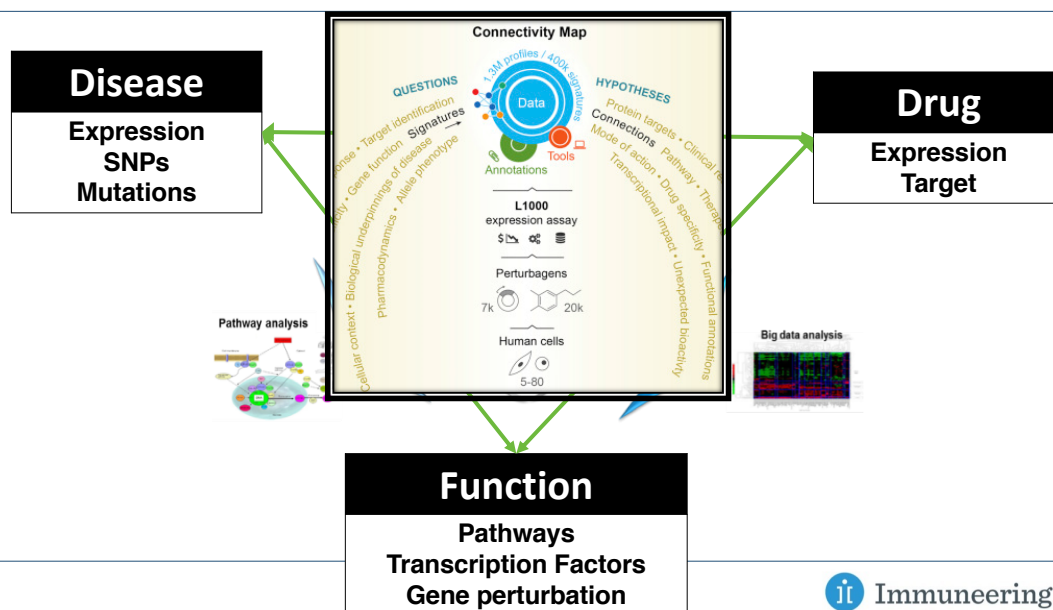 Connectivity Map
1.3M profiles / 400k signatures
QUESTIONS
HYPOTHESES
Data
Annotations
Tools
Signatures
Connections
Target identification
Gene function
Biological underpinnings of disease
Cellular context
Pharmacodynamics • Allele phenotype
Protein targets • Clinical
Mode of action • Drug specificity • Functional annotations
Pathway
Transcriptional impact • Unexpected bioactivity
L1000
expression assay
$
Perturbagens
7k
20k
Human cells
5-80
Disease
Expression
SNPs
Mutations
Drug
Expression
Target
Pathway analysis
Big data analysis
Function
Pathways
Transcription Factors
Gene perturbation
Immuneering